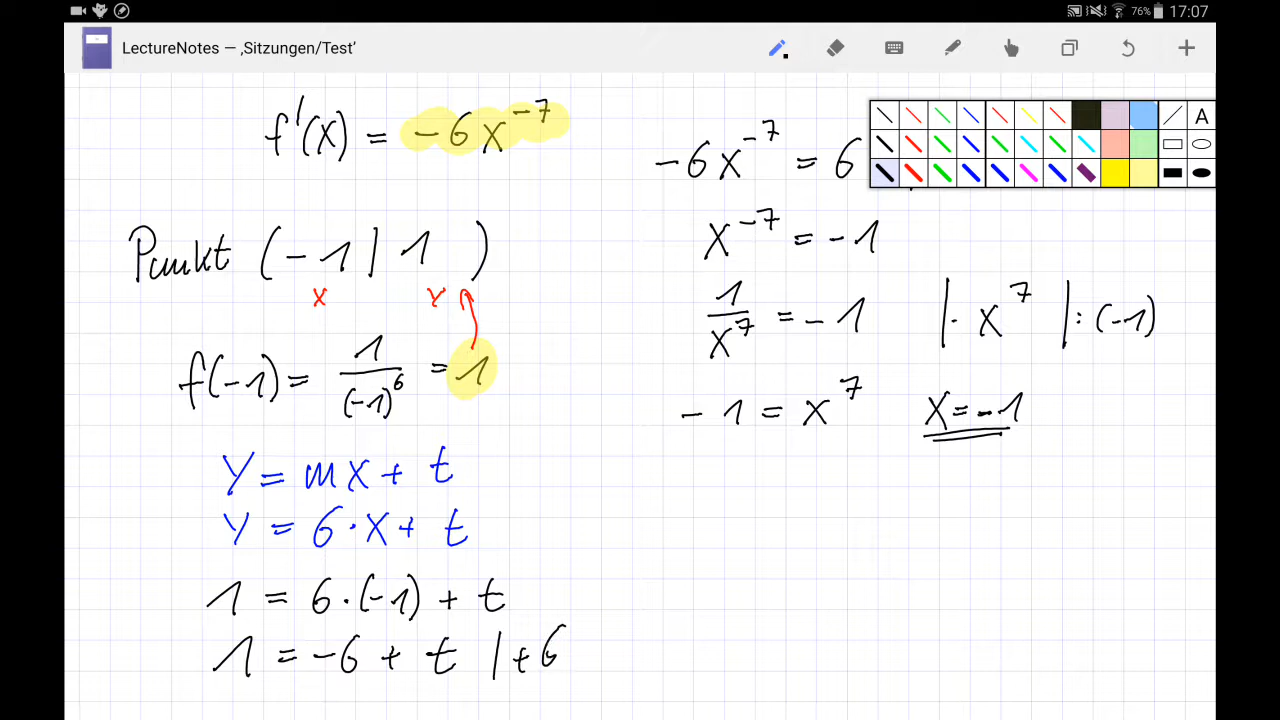 76% 17:07
LectureNotes — ‚Sitzungen/Test‘
A
f'(x) = -6x^-7
Punkt (-1 | 1 )
x y
f(-1) = 1/(-1)^6 = 1
y = mx + t
y = 6·x + t
1 = 6·(-1) + t
1 = -6 + t | +6
-6x^-7 = 6
x^-7 = -1
1/x^7 = -1 | · x^7 | : (-1)
-1 = x^7 x = -1